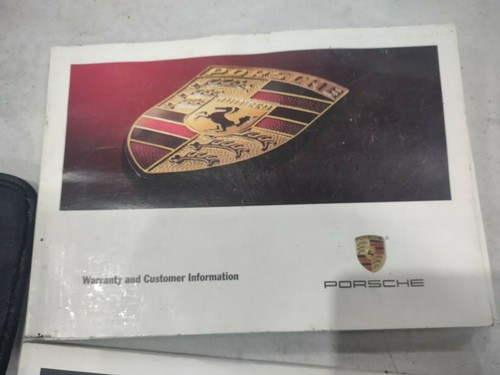 PORSCHE
Warranty and Customer Information
PORSCHE